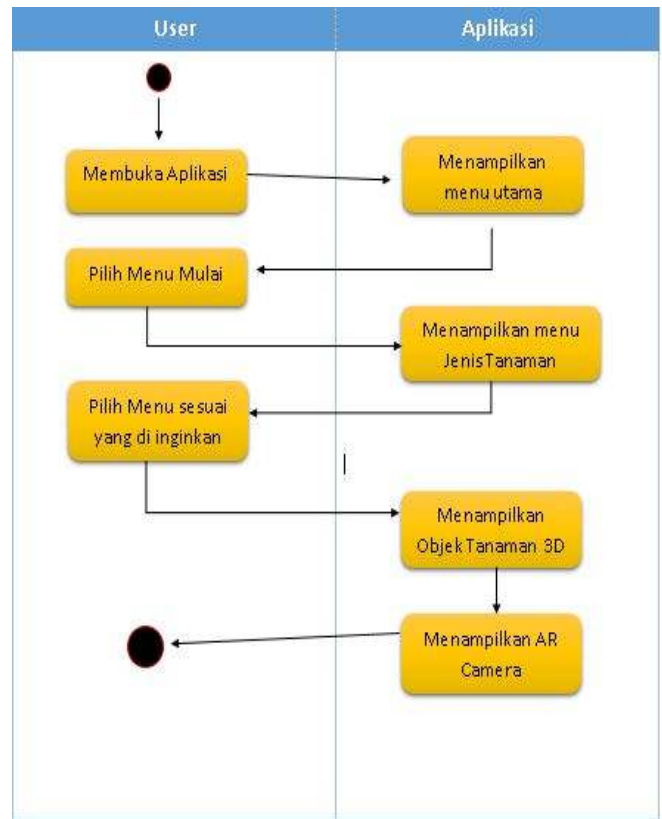 User
Aplikasi
Membuka Aplikasi
Menampilkan
menu utama
Pilih Menu Mulai
Menampilkan menu
Jenis Tanaman
Pilih Menu sesuai
yang di inginkan
Menampilkan
Objek Tanaman 3D
Menampilkan AR
Camera